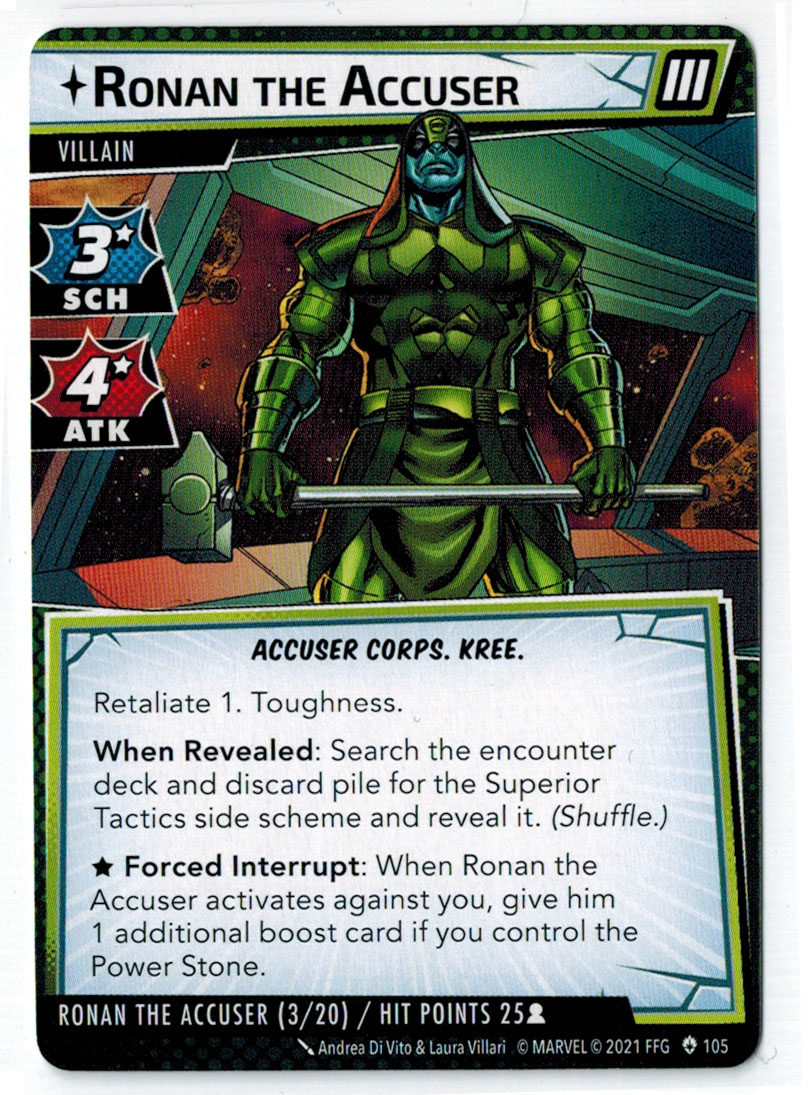 RONAN THE ACCUSER
III
VILLAIN
3★
SCH
4★
ATK
ACCUSER CORPS. KREE.
Retaliate 1. Toughness.
When Revealed: Search the encounter
deck and discard pile for the Superior
Tactics side scheme and reveal it. (Shuffle.)
★ Forced Interrupt: When Ronan the
Accuser activates against you, give him
1 additional boost card if you control the
Power Stone.
RONAN THE ACCUSER (3/20) / HIT POINTS 25
Andrea Di Vito & Laura Villari © MARVEL © 2021 FFG 105